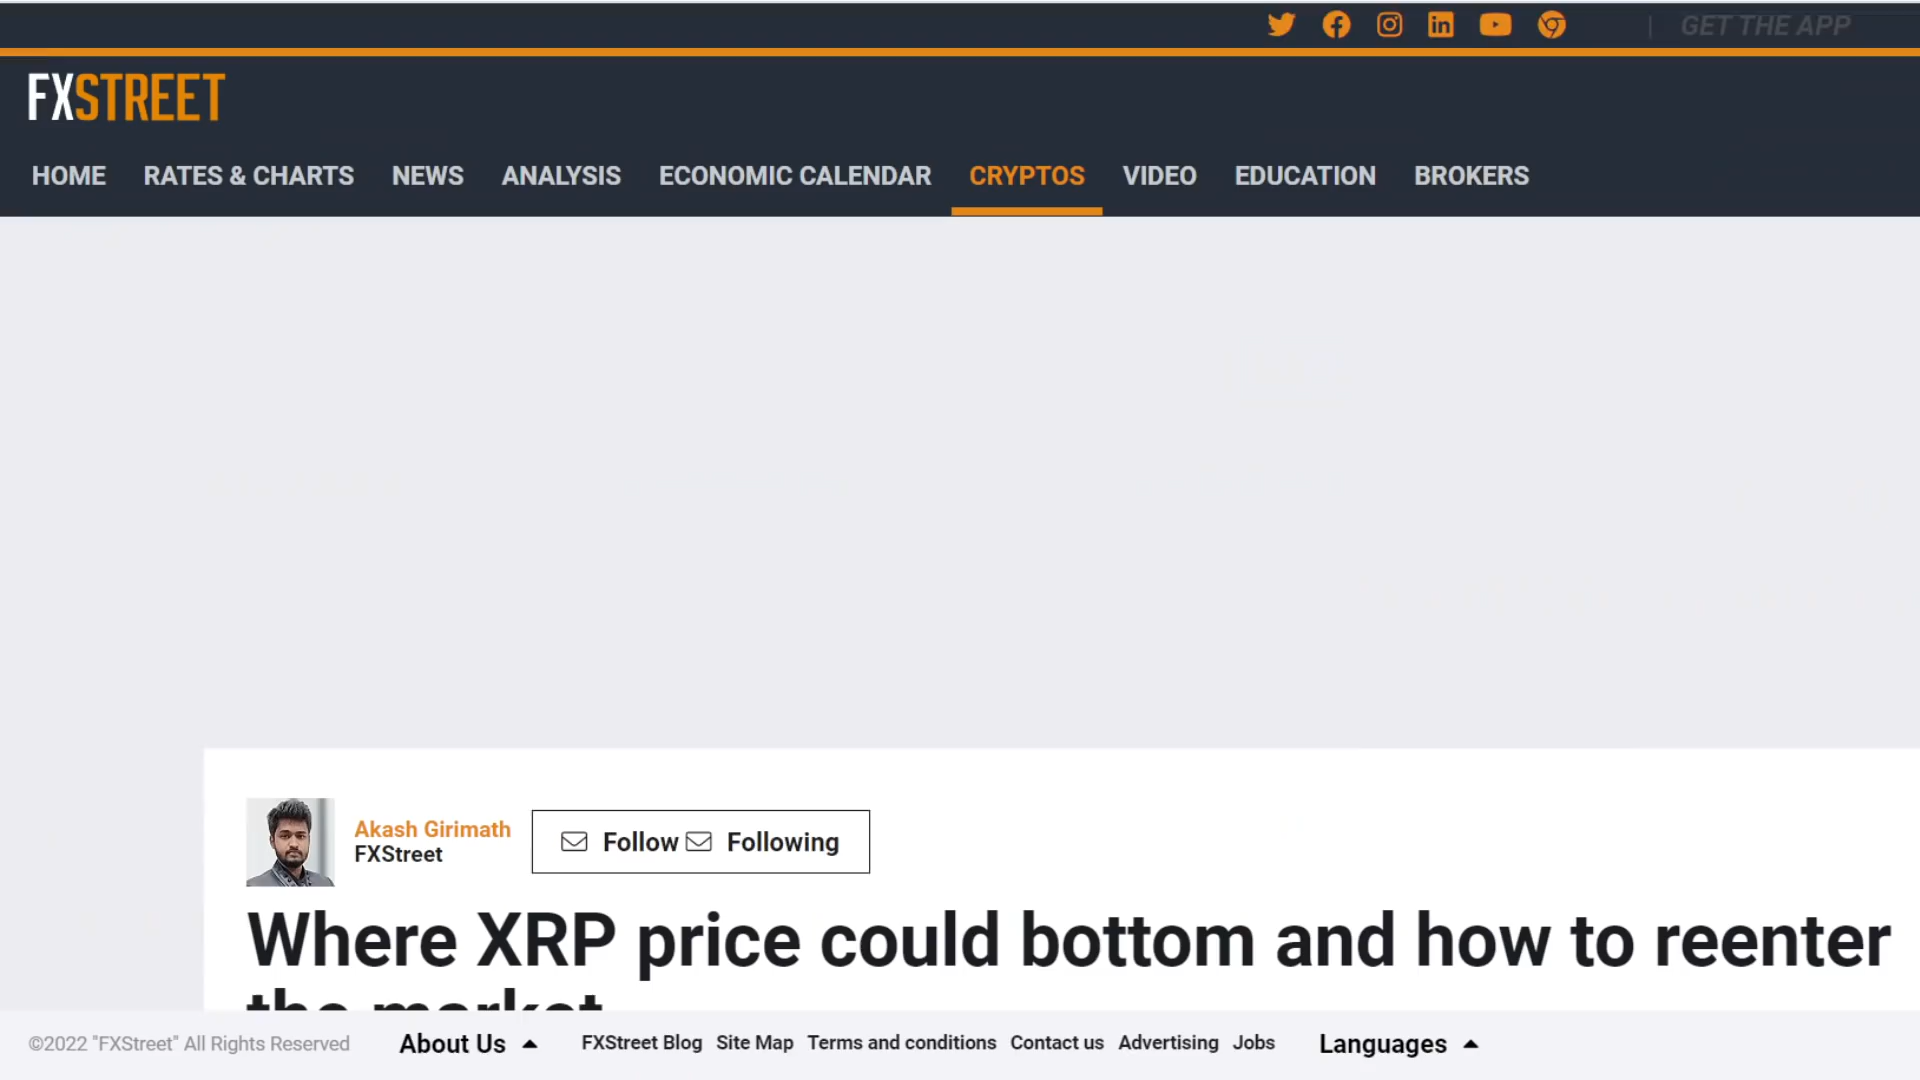 GET THE APP
FXSTREET
HOME RATES & CHARTS NEWS ANALYSIS ECONOMIC CALENDAR CRYPTOS VIDEO EDUCATION BROKERS
Akash Girimath
FXStreet
Follow Following
Where XRP price could bottom and how to reenter
the market
©2022 "FXStreet" All Rights Reserved About Us FXStreet Blog Site Map Terms and conditions Contact us Advertising Jobs Languages